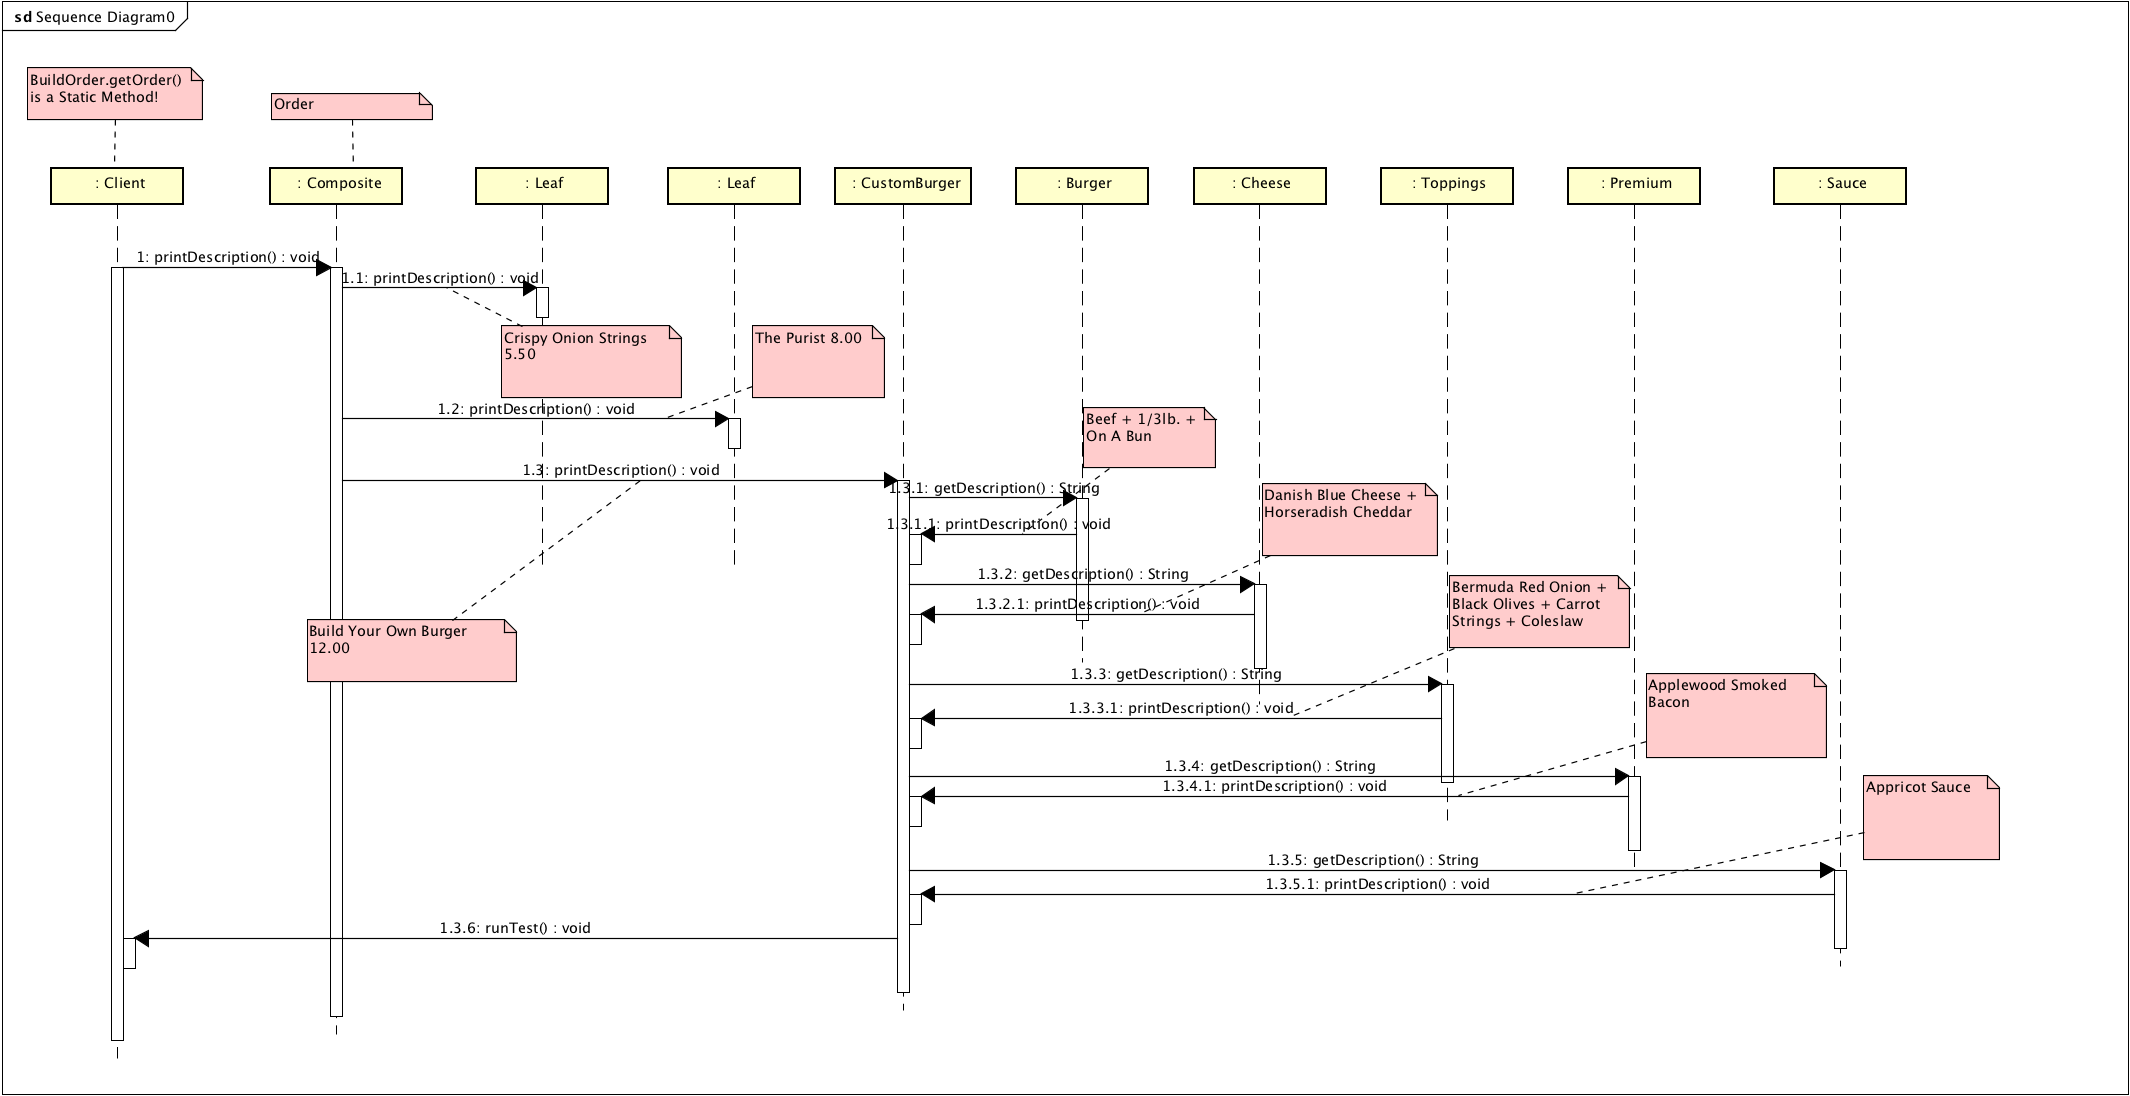 sd Sequence Diagram0
BuildOrder.getOrder()
is a Static Method!
Order
: Client
: Composite
: Leaf
: Leaf
: CustomBurger
: Burger
: Cheese
: Toppings
: Premium
: Sauce
1: printDescription() : void
1.1: printDescription() : void
Crispy Onion Strings
5.50
The Purist 8.00
1.2: printDescription() : void
Beef + 1/3lb. +
On A Bun
1.3: printDescription() : void
1.3.1: getDescription() : String
Danish Blue Cheese +
Horseradish Cheddar
1.3.1.1: printDescription() : void
1.3.2: getDescription() : String
Bermuda Red Onion +
Black Olives + Carrot
Strings + Coleslaw
1.3.2.1: printDescription() : void
Build Your Own Burger
12.00
1.3.3: getDescription() : String
Applewood Smoked
Bacon
1.3.3.1: printDescription() : void
1.3.4: getDescription() : String
1.3.4.1: printDescription() : void
Appricot Sauce
1.3.5: getDescription() : String
1.3.5.1: printDescription() : void
1.3.6: runTest() : void